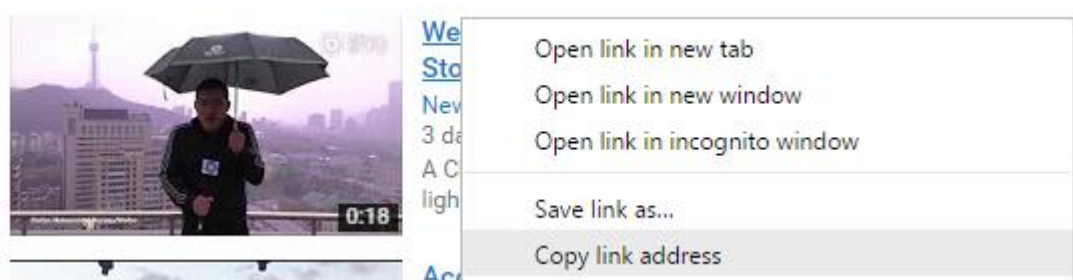 We
Sto
New
3 da
A C
ligh
0:18
Acc
Open link in new tab
Open link in new window
Open link in incognito window
Save link as...
Copy link address